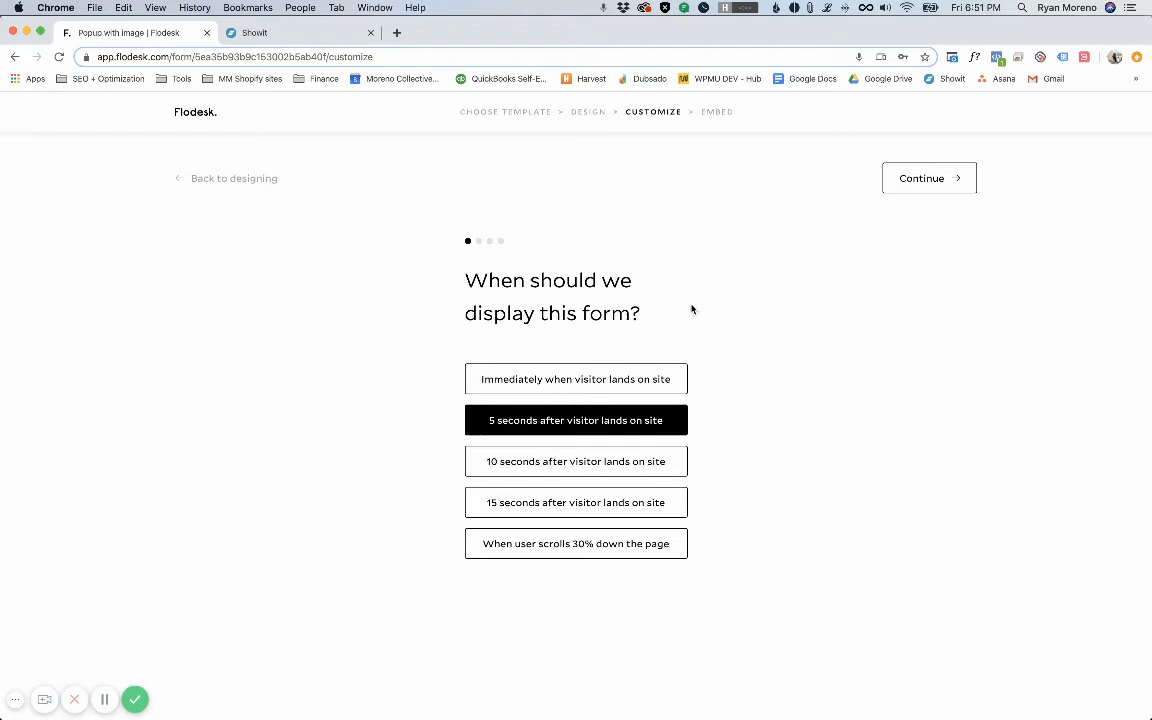 Chrome File Edit View History Bookmarks People Tab Window Help Fri 6:51 PM Ryan Moreno
Popup with image | Flodesk Showit
app.flodesk.com/form/5ea35b93b9c153002b5ab40f/customize
Apps SEO + Optimization Tools MM Shopify sites Finance Moreno Collective... QuickBooks Self-E... Harvest Dubsado WPMU DEV - Hub Google Docs Google Drive Showit Asana Gmail »
Flodesk. CHOOSE TEMPLATE > DESIGN > CUSTOMIZE > EMBED
← Back to designing Continue →
When should we
display this form?
Immediately when visitor lands on site
5 seconds after visitor lands on site
10 seconds after visitor lands on site
15 seconds after visitor lands on site
When user scrolls 30% down the page